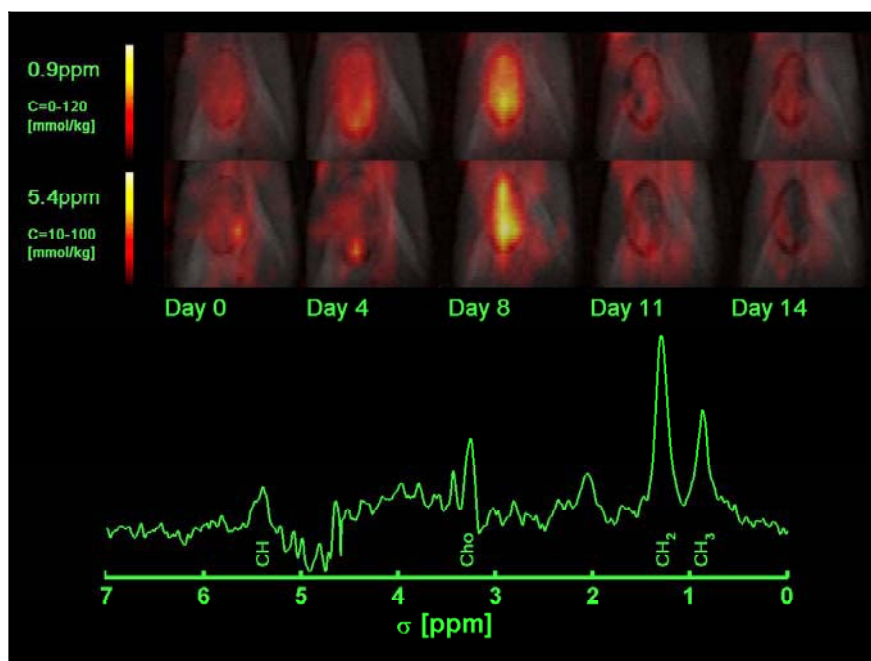 0.9ppm
C=0-120
[mmol/kg]
5.4ppm
C=10-100
[mmol/kg]
Day 0 Day 4 Day 8 Day 11 Day 14
CH Cho CH₂ CH₃
7 6 5 4 3 2 1 0
σ [ppm]